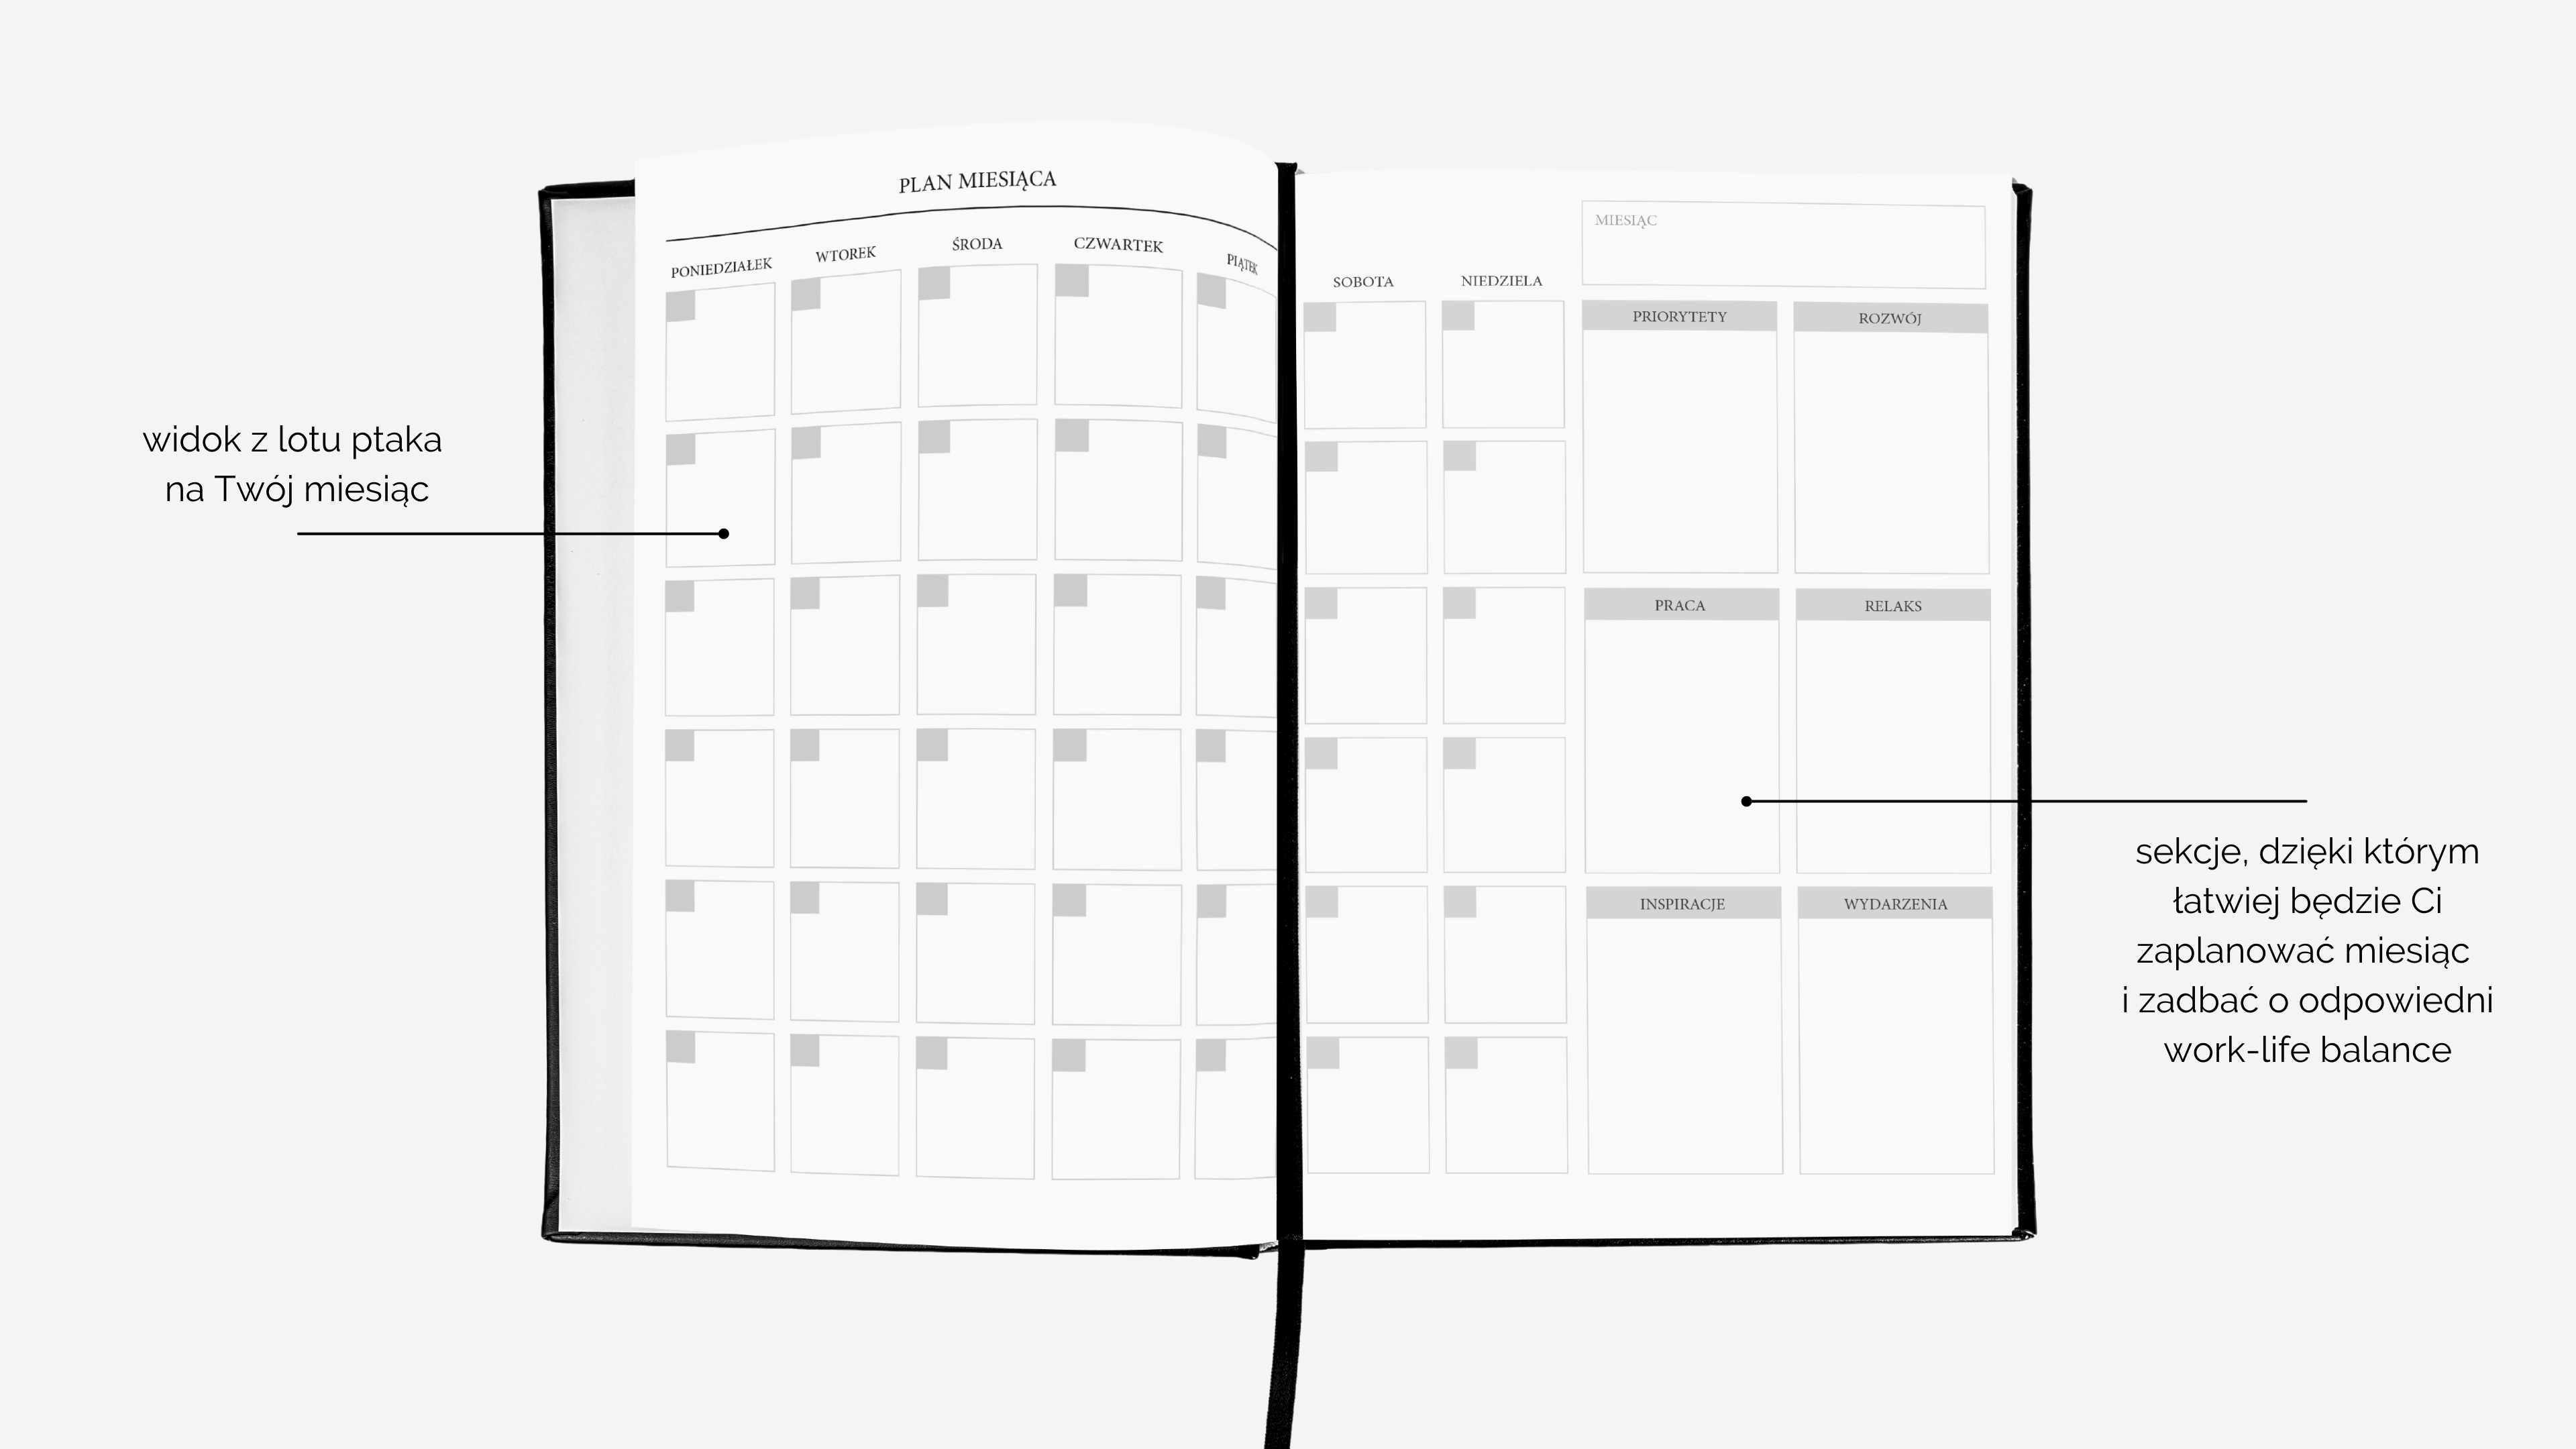 PLAN MIESIĄCA
PONIEDZIAŁEK
WTOREK
ŚRODA
CZWARTEK
PIĄTEK
SOBOTA
NIEDZIELA
MIESIĄC
PRIORYTETY
ROZWÓJ
PRACA
RELAKS
INSPIRACJE
WYDARZENIA
widok z lotu ptaka
na Twój miesiąc
sekcje, dzięki którym
łatwiej będzie Ci
zaplanować miesiąc
i zadbać o odpowiedni
work-life balance